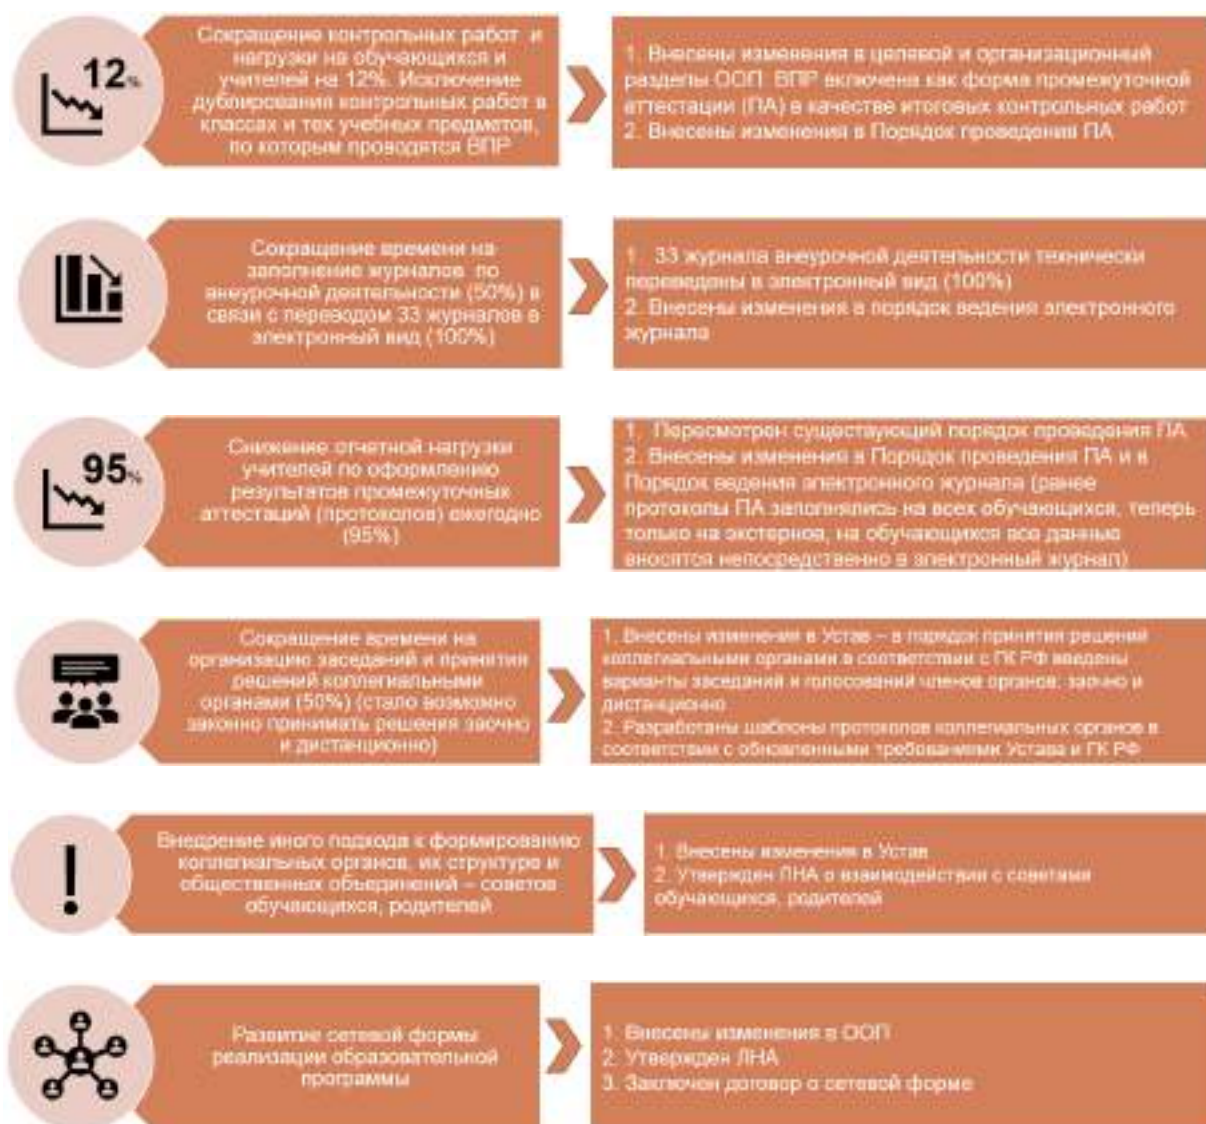 12%
Сокращение контрольных работ и
нагрузки на обучающихся и
учителей на 12%. Исключение
дублирования контрольных работ в
классах и тех учебных предметов,
по которым проводятся ВПР
1. Внесены изменения в целевой и организационный
разделы ООП. ВПР включена как форма промежуточной
аттестации (ПА) в качестве итоговых контрольных работ
2. Внесены изменения в Порядок проведения ПА
Сокращение времени на
заполнение журналов по
внеурочной деятельности (50%) в
связи с переводом 33 журналов в
электронный вид (100%)
1. 33 журнала внеурочной деятельности технически
переведены в электронный вид (100%)
2. Внесены изменения в порядок ведения электронного
журнала
95%
Снижение отчетной нагрузки
учителей по оформлению
результатов промежуточных
аттестаций (протоколов) ежегодно
(95%)
1. Пересмотрен существующий порядок проведения ПА
2. Внесены изменения в Порядок проведения ПА и в
Порядок ведения электронного журнала (ранее
протоколы ПА заполнялись на всех обучающихся, теперь
только на экстернов, на обучающихся все данные
вносятся непосредственно в электронный журнал)
Сокращение времени на
организацию заседаний и принятия
решений коллегиальными
органами (50%) (стало возможно
законно принимать решения заочно
и дистанционно)
1. Внесены изменения в Устав – в порядок принятия решений
коллегиальными органами в соответствии с ГК РФ введены
варианты заседаний и голосований членов органов: заочно и
дистанционно
2. Разработаны шаблоны протоколов коллегиальных органов в
соответствии с обновленными требованиями Устава и ГК РФ
Внедрение иного подхода к формированию
коллегиальных органов, их структуре и
общественных объединений – советов
обучающихся, родителей
1. Внесены изменения в Устав
2. Утвержден ЛНА о взаимодействии с советами
обучающихся, родителей
Развитие сетевой формы
реализации образовательной
программы
1. Внесены изменения в ООП
2. Утвержден ЛНА
3. Заключен договор о сетевой форме